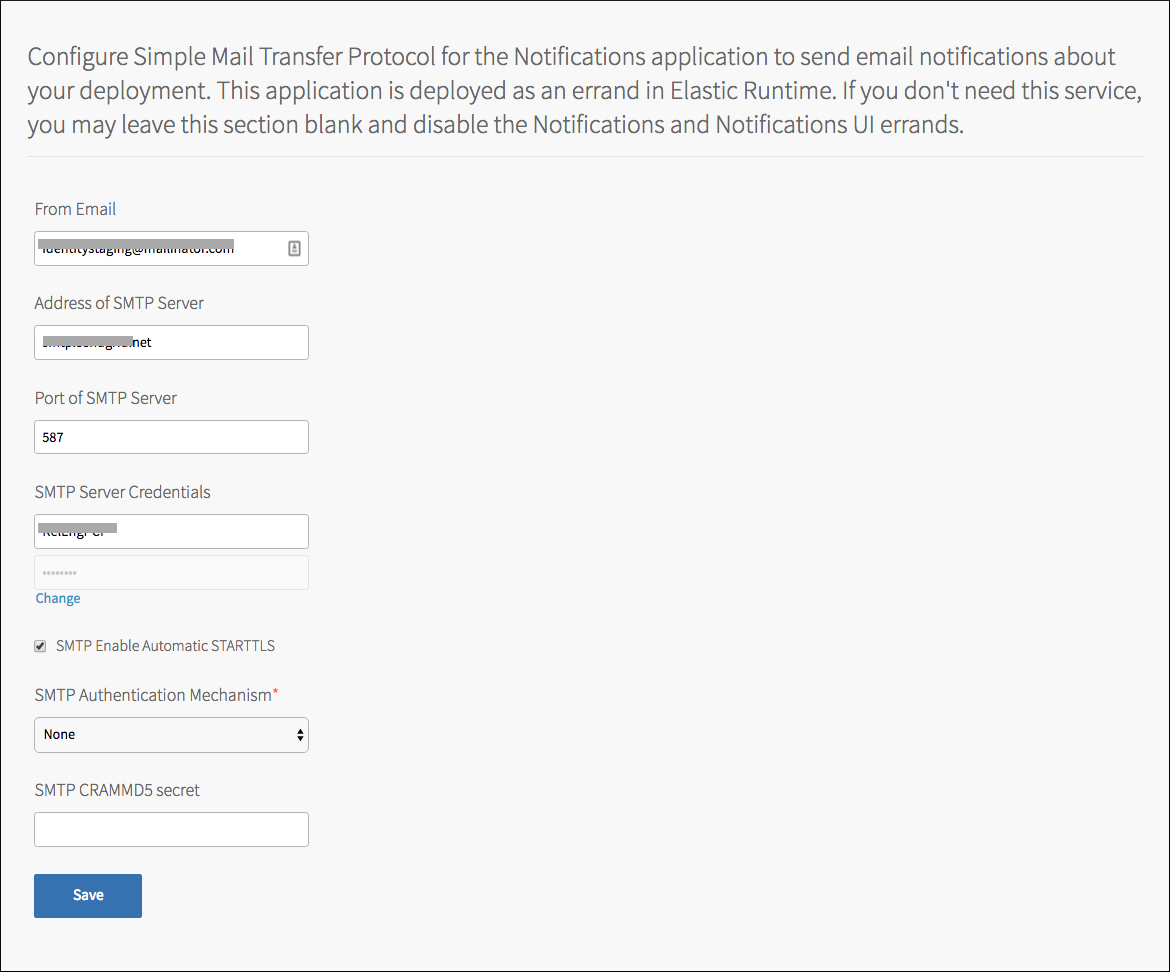 Configure Simple Mail Transfer Protocol for the Notifications application to send email notifications about
your deployment. This application is deployed as an errand in Elastic Runtime. If you don't need this service,
you may leave this section blank and disable the Notifications and Notifications UI errands.
From Email
Address of SMTP Server
.net
Port of SMTP Server
587
SMTP Server Credentials
••••••••
Change
SMTP Enable Automatic STARTTLS
SMTP Authentication Mechanism*
None
SMTP CRAMMD5 secret
Save